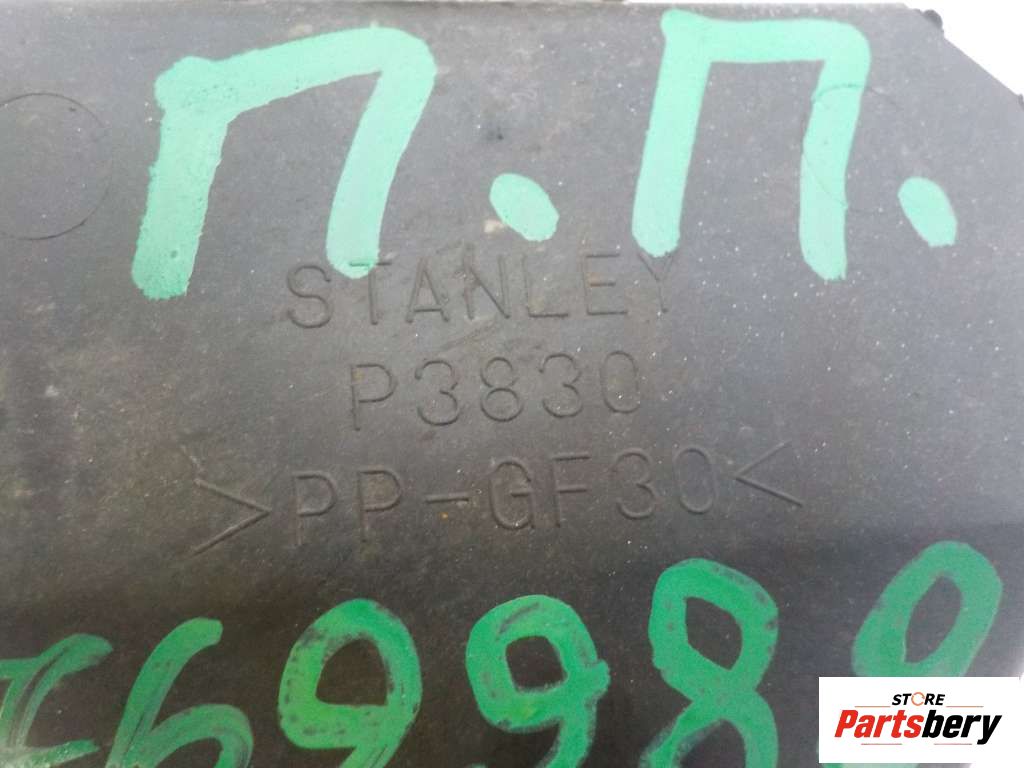 П.П.
STANLEY
P3830
>PP-GF30<
STORE
Partsbery